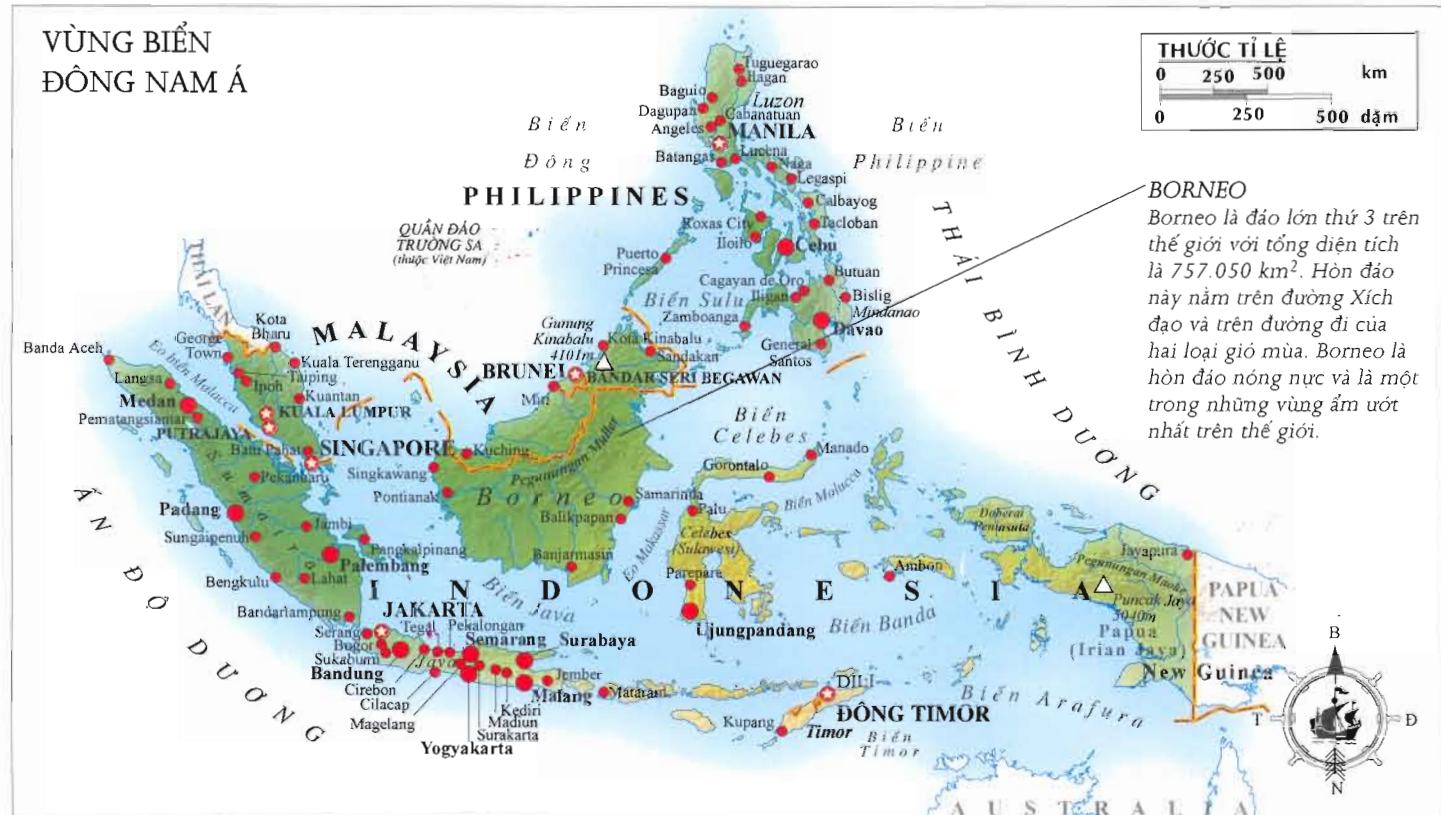 VÙNG BIỂN
ĐÔNG NAM Á
THƯỚC TỈ LỆ
0 250 500 km
0 250 500 dặm
BORNEO
Borneo là đảo lớn thứ 3 trên
thế giới với tổng diện tích
là 757.050 km². Hòn đảo
này nằm trên đường Xích
đạo và trên đường đi của
hai loại gió mùa. Borneo là
hòn đảo nóng nực và là một
trong những vùng ẩm ướt
nhất trên thế giới.
Tuguegarao
Ilagan
Baguio
Luzon
Dagupan
Cabanatuan
Angeles
MANILA
Batangas
Lucena
Naga
Legaspi
Biển
Đông
Biển
Philippine
PHILIPPINES
Calbayog
Tacloban
Roxas City
Iloilo
Cebu
QUẦN ĐẢO
TRƯỜNG SA
(thuộc Việt Nam)
Puerto
Princesa
Butuan
Cagayan de Oro
Biển Sulu
Iligan
Bislig
Mindanao
Zamboanga
Davao
General
Santos
THÁI BÌNH DƯƠNG
THÁI LAN
Kota
Bharu
MALAYSIA
George
Town
Kuala Terengganu
Taiping
Ipoh
Kuantan
KUALA LUMPUR
PUTRAJAYA
Batu Pahat
SINGAPORE
Eo biển Malacca
Banda Aceh
Langsa
Medan
Pematangsiantar
Gunung
Kinabalu
4101m
Kota Kinabalu
Sandakan
BRUNEI
BANDAR SERI BEGAWAN
Miri
Kuching
Pegunungan Muller
Singkawang
Pontianak
Borneo
Samarinda
Balikpapan
Banjarmasin
Biển
Celebes
Manado
Gorontalo
Biển Molucca
Palu
Eo Makassar
Celebes
(Sulawesi)
Parepare
Ujungpandang
Doberai
Peninsula
Ambon
Jayapura
Pegunungan Maoke
Puncak Jaya
5040m
Papua
(Irian Jaya)
PAPUA
NEW
GUINEA
New Guinea
Sumatra
Pekanbaru
Padang
Sungaipenuh
Jambi
Pangkalpinang
Palembang
Bengkulu
Lahat
Bandarlampung
INDONESIA
ẤN ĐỘ DƯƠNG
Biển Java
Biển Banda
JAKARTA
Serang
Tegal
Pekalongan
Bogor
Semarang
Surabaya
Sukabumi
Java
Bandung
Cirebon
Cilacap
Magelang
Yogyakarta
Surakarta
Madiun
Kediri
Malang
Jember
Mataram
DILI
ĐÔNG TIMOR
Kupang
Timor
Biển
Timor
Biển Arafura
AUSTRALIA
B
T
Đ
N